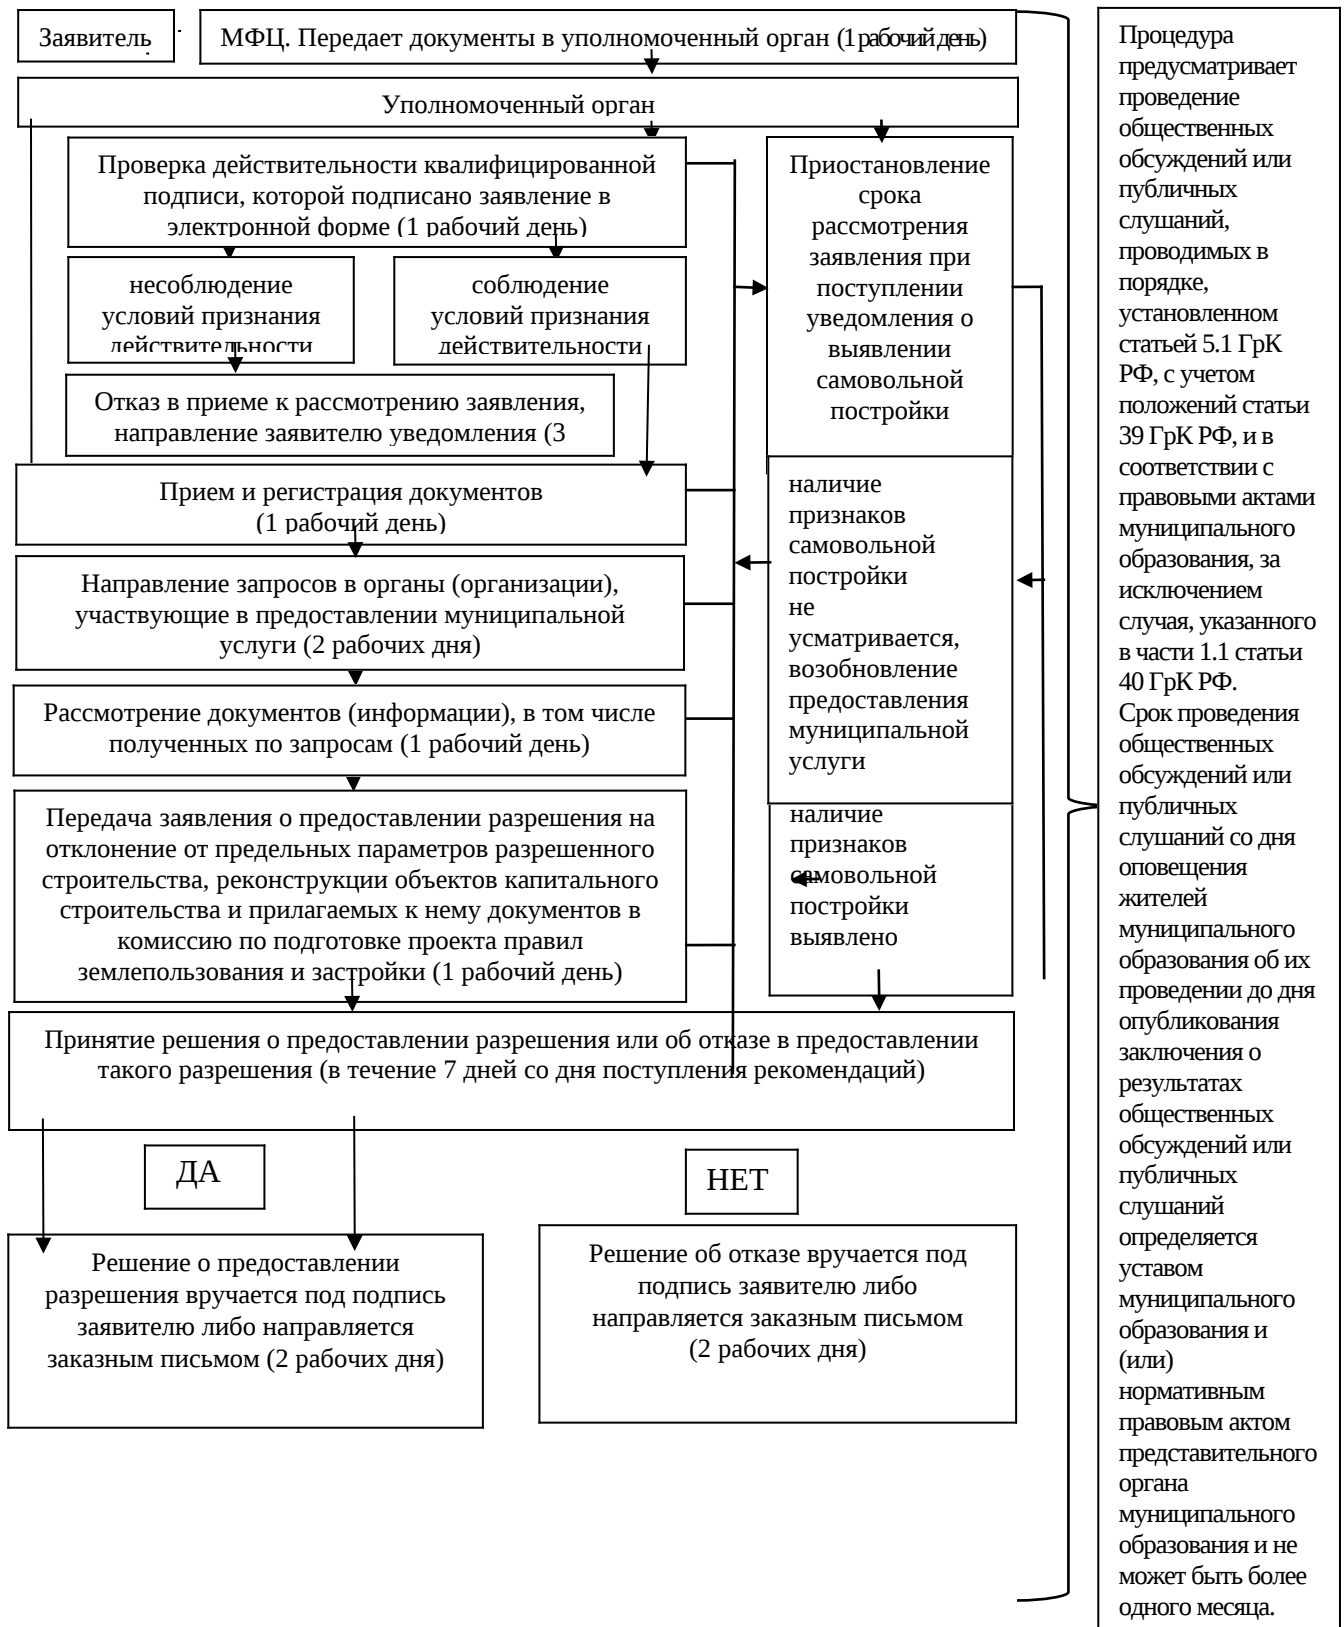 Заявитель
МФЦ. Передает документы в уполномоченный орган (1 рабочий день)
Уполномоченный орган
Проверка действительности квалифицированной
подписи, которой подписано заявление в
электронной форме (1 рабочий день)
несоблюдение
условий признания
действительности
соблюдение
условий признания
действительности
Отказ в приеме к рассмотрению заявления,
направление заявителю уведомления (3
Прием и регистрация документов
(1 рабочий день)
Направление запросов в органы (организации),
участвующие в предоставлении муниципальной
услуги (2 рабочих дня)
Рассмотрение документов (информации), в том числе
полученных по запросам (1 рабочий день)
Передача заявления о предоставлении разрешения на
отклонение от предельных параметров разрешенного
строительства, реконструкции объектов капитального
строительства и прилагаемых к нему документов в
комиссию по подготовке проекта правил
землепользования и застройки (1 рабочий день)
Приостановление
срока
рассмотрения
заявления при
поступлении
уведомления о
выявлении
самовольной
постройки
наличие
признаков
самовольной
постройки
не
усматривается,
возобновление
предоставления
муниципальной
услуги
наличие
признаков
самовольной
постройки
выявлено
Принятие решения о предоставлении разрешения или об отказе в предоставлении
такого разрешения (в течение 7 дней со дня поступления рекомендаций)
ДА
НЕТ
Решение о предоставлении
разрешения вручается под подпись
заявителю либо направляется
заказным письмом (2 рабочих дня)
Решение об отказе вручается под
подпись заявителю либо
направляется заказным письмом
(2 рабочих дня)
Процедура
предусматривает
проведение
общественных
обсуждений или
публичных
слушаний,
проводимых в
порядке,
установленном
статьей 5.1 ГрК
РФ, с учетом
положений статьи
39 ГрК РФ, и в
соответствии с
правовыми актами
муниципального
образования, за
исключением
случая, указанного
в части 1.1 статьи
40 ГрК РФ.
Срок проведения
общественных
обсуждений или
публичных
слушаний со дня
оповещения
жителей
муниципального
образования об их
проведении до дня
опубликования
заключения о
результатах
общественных
обсуждений или
публичных
слушаний
определяется
уставом
муниципального
образования и
(или)
нормативным
правовым актом
представительного
органа
муниципального
образования и не
может быть более
одного месяца.